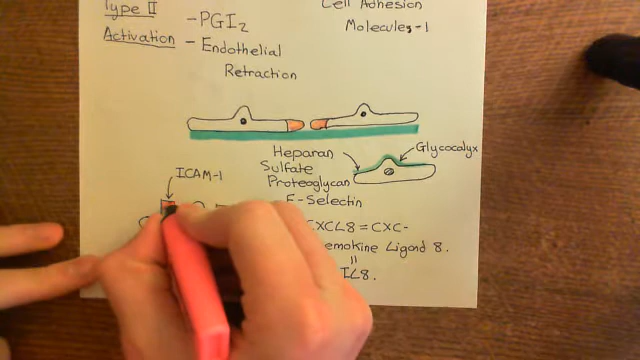 Type II
Activation
- PGI2
- Endothelial
Retraction
Cell Adhesion
Molecules-1
Heparan
Sulfate
Proteoglycan
Glycocalyx
ICAM-1
E-Selectin
CXCL8 = CXC-
hemokine Ligand 8.
"
IL8.